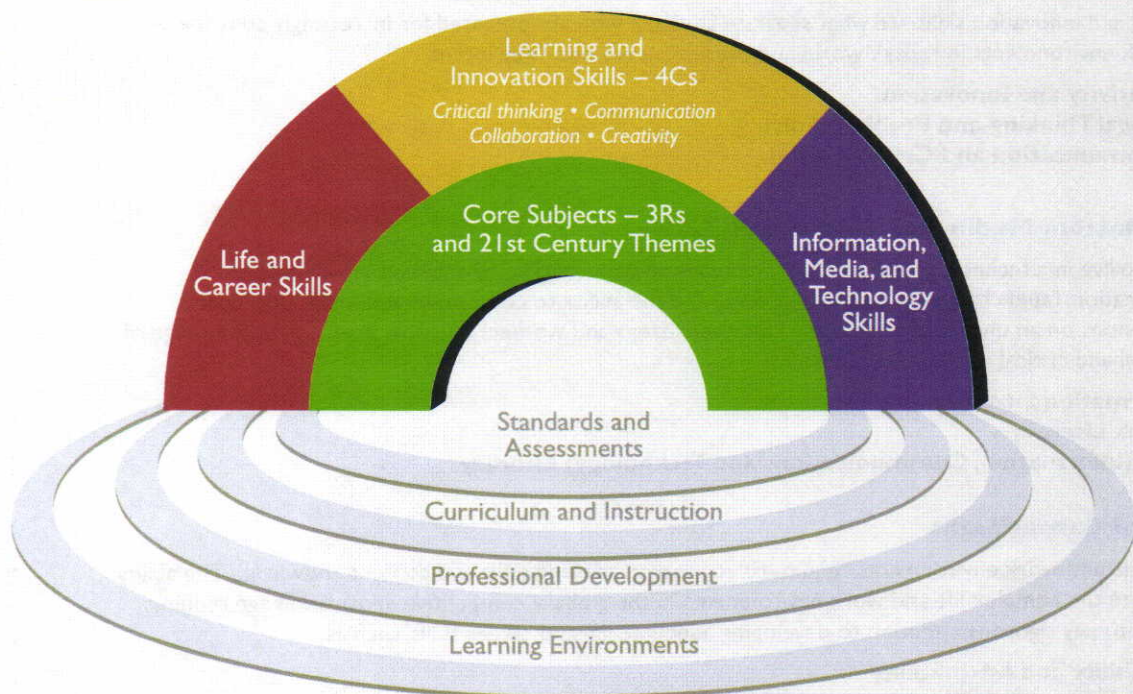 Learning and
Innovation Skills – 4Cs
Critical thinking • Communication
Collaboration • Creativity
Core Subjects – 3Rs
and 21st Century Themes
Life and
Career Skills
Information,
Media, and
Technology
Skills
Standards and
Assessments
Curriculum and Instruction
Professional Development
Learning Environments